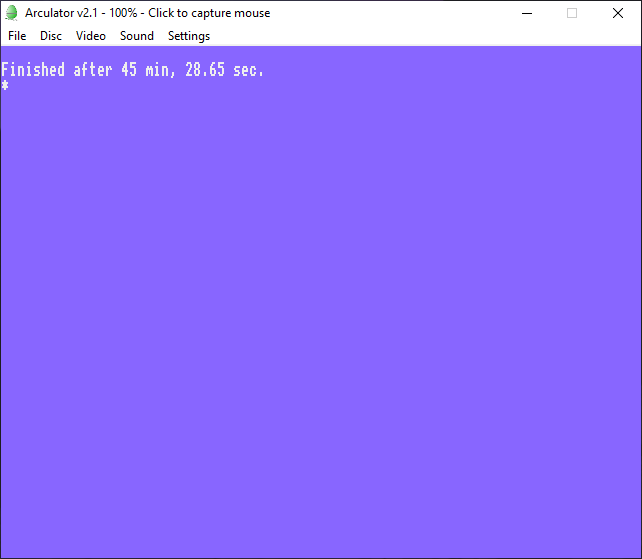 Arculator v2.1 - 100% - Click to capture mouse
File Disc Video Sound Settings
Finished after 45 min, 28.65 sec.
*